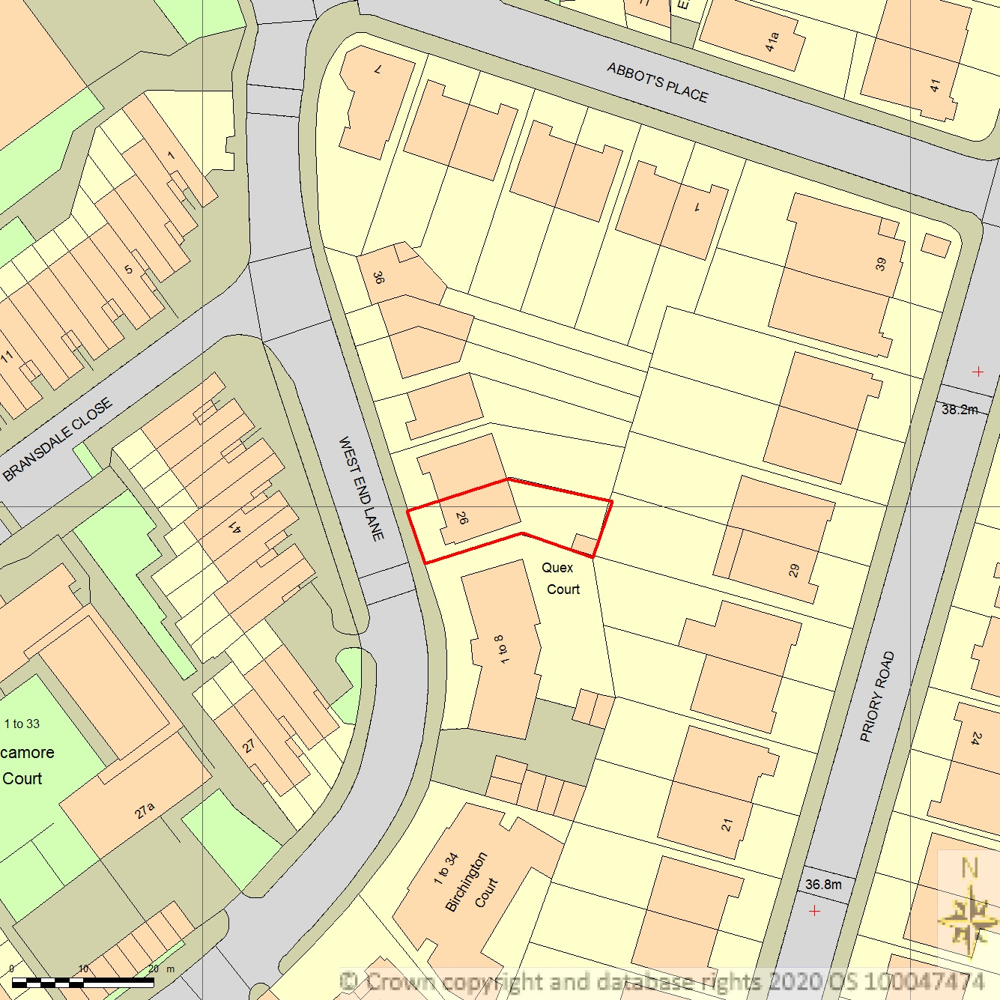 E
11
41a
41
ABBOT'S PLACE
7
1
1
39
5
36
11
38.2m
BRANSDALE CLOSE
WEST END LANE
26
41
Quex
Court
29
1 to 8
PRIORY ROAD
1 to 33
camore
Court
27
24
27a
21
1 to 34
Birchington
Court
36.8m
N
0 10 20 m
© Crown copyright and database rights 2020 OS 100047474